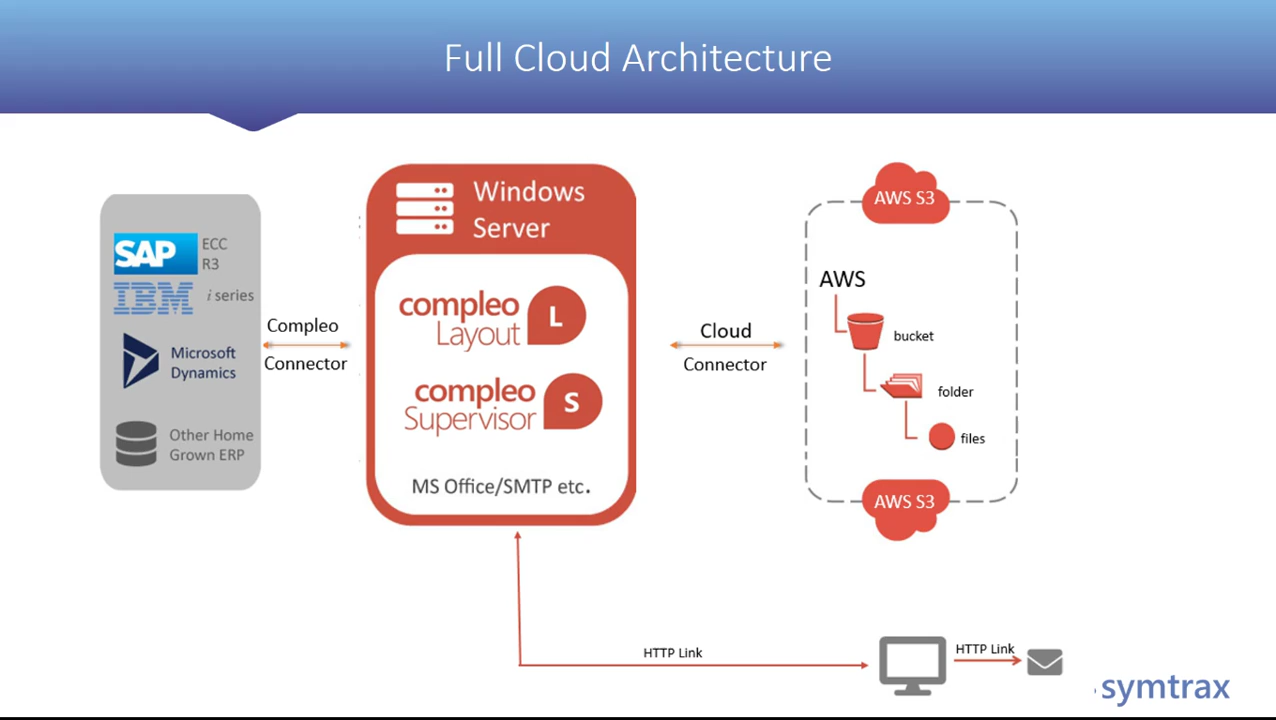 Full Cloud Architecture
SAP ECC
R3
IBM i series
Microsoft
Dynamics
Other Home
Grown ERP
Compleo
Connector
Windows
Server
compleo
Layout L
compleo
Supervisor S
MS Office/SMTP etc.
Cloud
Connector
AWS S3
AWS
bucket
folder
files
AWS S3
HTTP Link
HTTP Link
symtrax